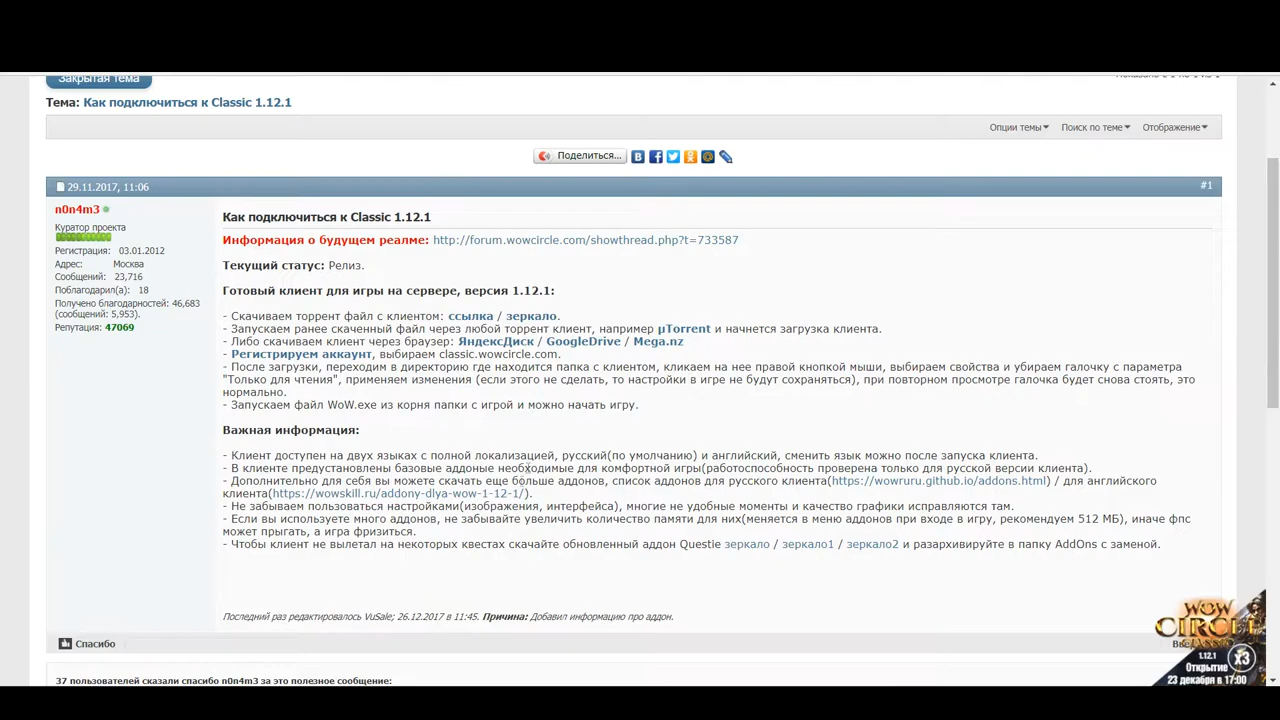 Закрытая тема
Тема: Как подключиться к Classic 1.12.1
Опции темы Поиск по теме Отображение
Поделиться...
29.11.2017, 11:06 #1
n0n4m3
Куратор проекта
Регистрация: 03.01.2012
Адрес: Москва
Сообщений: 23,716
Поблагодарил(а): 18
Получено благодарностей: 46,683
(сообщений: 5,953).
Репутация: 47069
Как подключиться к Classic 1.12.1
Информация о будущем реалме: http://forum.wowcircle.com/showthread.php?t=733587
Текущий статус: Релиз.
Готовый клиент для игры на сервере, версия 1.12.1:
- Скачиваем торрент файл с клиентом: ссылка / зеркало.
- Запускаем ранее скаченный файл через любой торрент клиент, например µTorrent и начнется загрузка клиента.
- Либо скачиваем клиент через браузер: ЯндексДиск / GoogleDrive / Mega.nz
- Регистрируем аккаунт, выбираем classic.wowcircle.com.
- После загрузки, переходим в директорию где находится папка с клиентом, кликаем на нее правой кнопкой мыши, выбираем свойства и убираем галочку с параметра
"Только для чтения", применяем изменения (если этого не сделать, то настройки в игре не будут сохраняться), при повторном просмотре галочка будет снова стоять, это
нормально.
- Запускаем файл WoW.exe из корня папки с игрой и можно начать игру.
Важная информация:
- Клиент доступен на двух языках с полной локализацией, русский(по умолчанию) и английский, сменить язык можно после запуска клиента.
- В клиенте предустановлены базовые аддоные необходимые для комфортной игры(работоспособность проверена только для русской версии клиента).
- Дополнительно для себя вы можете скачать еще больше аддонов, список аддонов для русского клиента(https://wowruru.github.io/addons.html) / для английского
клиента(https://wowskill.ru/addony-dlya-wow-1-12-1/).
- Не забываем пользоваться настройками(изображения, интерфейса), многие не удобные моменты и качество графики исправляются там.
- Если вы используете много аддонов, не забывайте увеличить количество памяти для них(меняется в меню аддонов при входе в игру, рекомендуем 512 МБ), иначе фпс
может прыгать, а игра фризиться.
- Чтобы клиент не вылетал на некоторых квестах скачайте обновленный аддон Questie зеркало / зеркало1 / зеркало2 и разархивируйте в папку AddOns с заменой.
Последний раз редактировалось VuSale; 26.12.2017 в 11:45. Причина: Добавил информацию про аддон.
Спасибо
37 пользователей сказали cпасибо n0n4m3 за это полезное сообщение:
WOW
CIRCLE
CLASSIC
1.12.1
x3
Открытие
23 декабря в 17:00